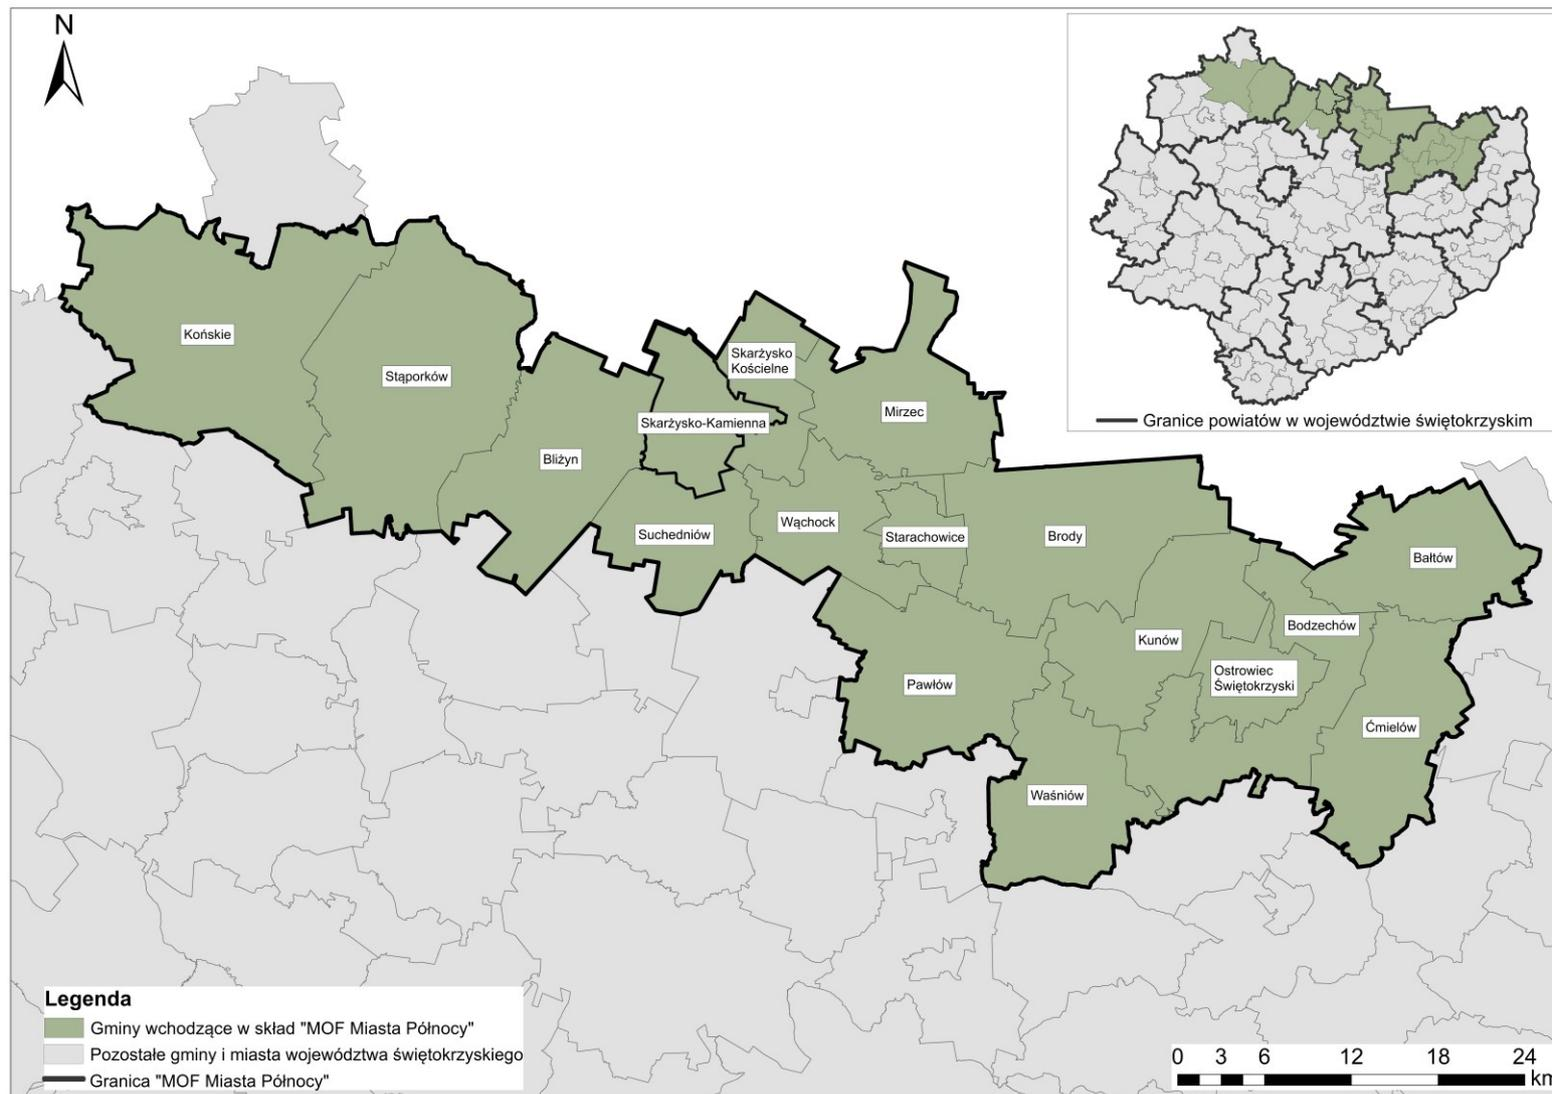 N
Końskie
Stąporków
Bliżyn
Skarżysko
Kościelne
Skarżysko-Kamienna
Mirzec
Suchedniów
Wąchock
Starachowice
Brody
Bałtów
Bodzechów
Kunów
Ostrowiec
Świętokrzyski
Pawłów
Ćmielów
Waśniów
Granice powiatów w województwie świętokrzyskim
Legenda
Gminy wchodzące w skład "MOF Miasta Północy"
Pozostałe gminy i miasta województwa świętokrzyskiego
Granica "MOF Miasta Północy"
0 3 6 12 18 24
km